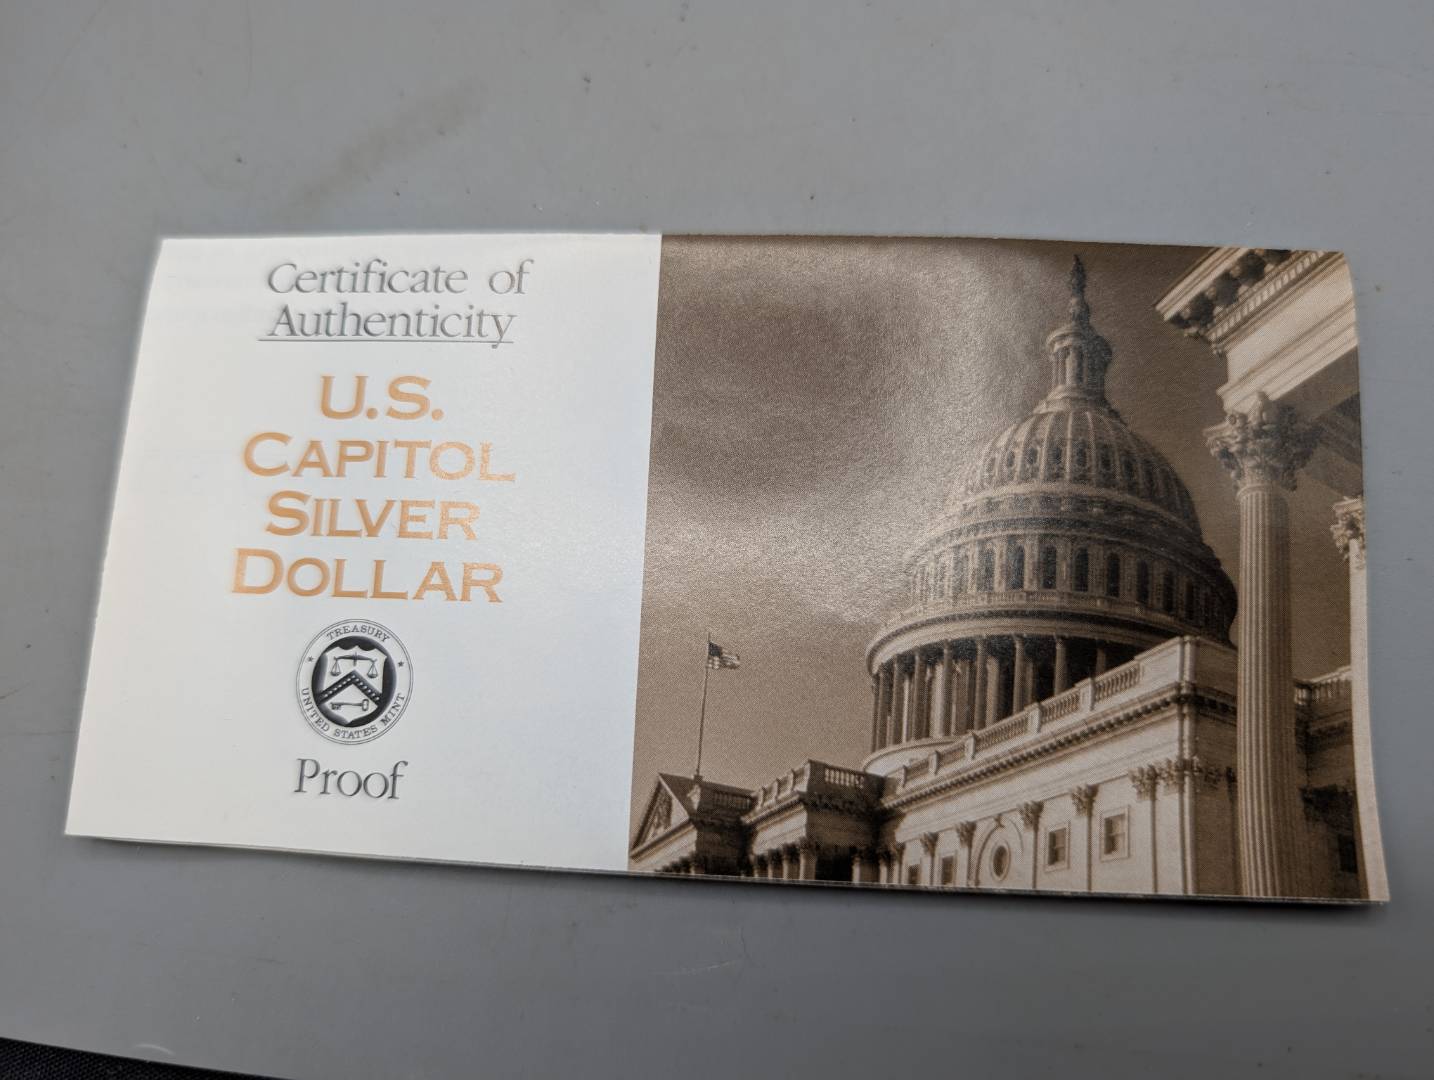 Certificate of
Authenticity
U.S.
CAPITOL
SILVER
DOLLAR
TREASURY
UNITED STATES MINT
Proof